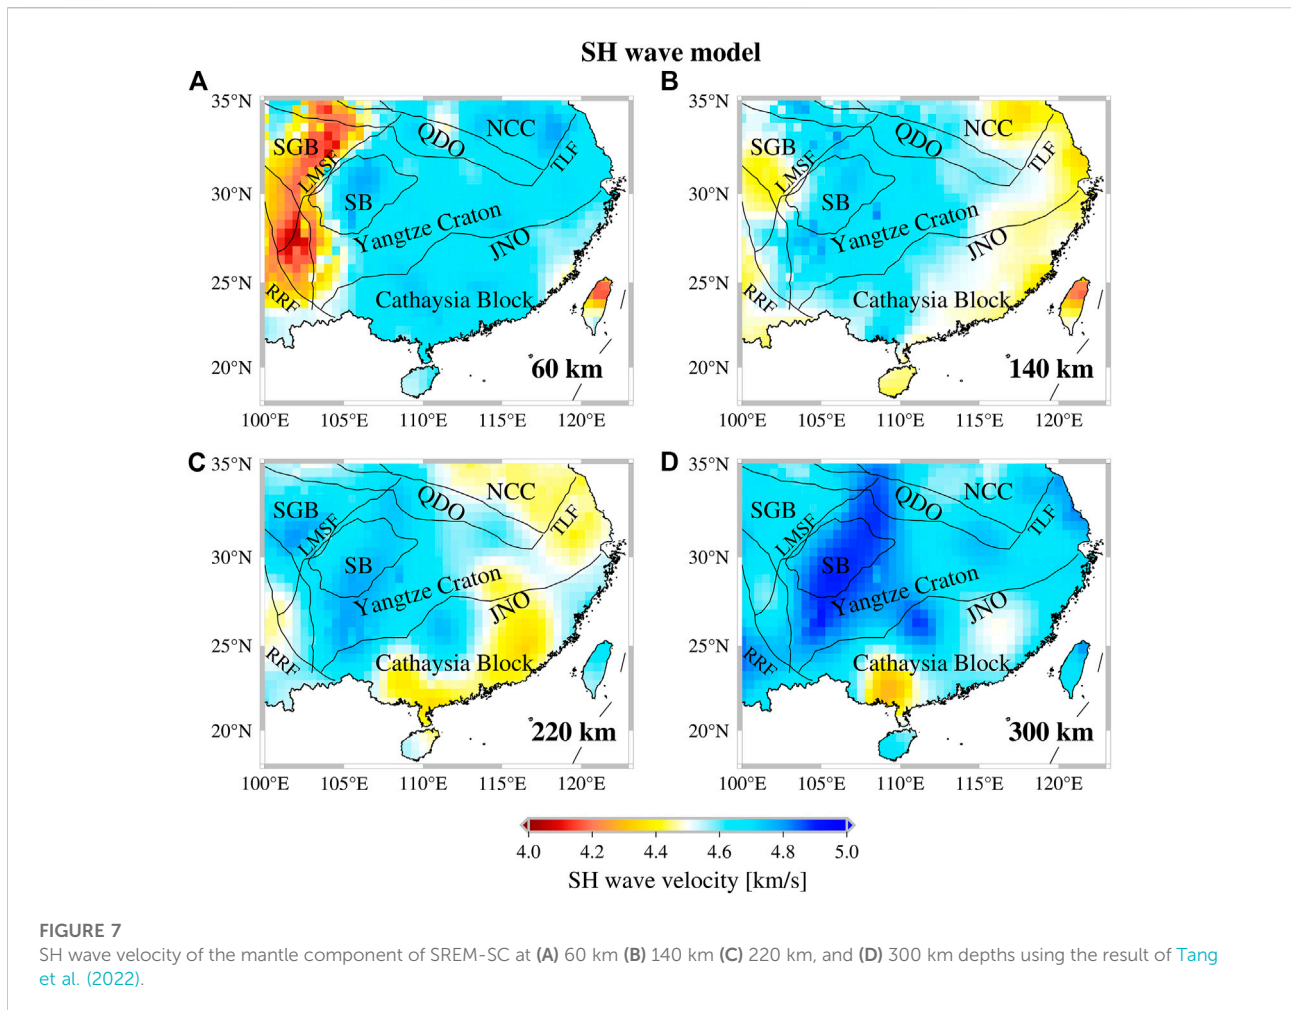 SH wave model
A
35°N
30°N
25°N
20°N
100°E 105°E 110°E 115°E 120°E
SGB
LMSF
SB
QDO
NCC
TLF
Yangtze Craton
JNO
Cathaysia Block
RRF
60 km
B
35°N
30°N
25°N
20°N
100°E 105°E 110°E 115°E 120°E
SGB
LMSF
SB
QDO
NCC
TLF
Yangtze Craton
JNO
Cathaysia Block
RRF
140 km
C
35°N
30°N
25°N
20°N
100°E 105°E 110°E 115°E 120°E
SGB
LMSF
SB
QDO
NCC
TLF
Yangtze Craton
JNO
Cathaysia Block
RRF
220 km
D
35°N
30°N
25°N
20°N
100°E 105°E 110°E 115°E 120°E
SGB
LMSF
SB
QDO
NCC
TLF
Yangtze Craton
JNO
Cathaysia Block
RRF
300 km
4.0 4.2 4.4 4.6 4.8 5.0
SH wave velocity [km/s]
FIGURE 7
SH wave velocity of the mantle component of SREM-SC at (A) 60 km (B) 140 km (C) 220 km, and (D) 300 km depths using the result of Tang
et al. (2022).